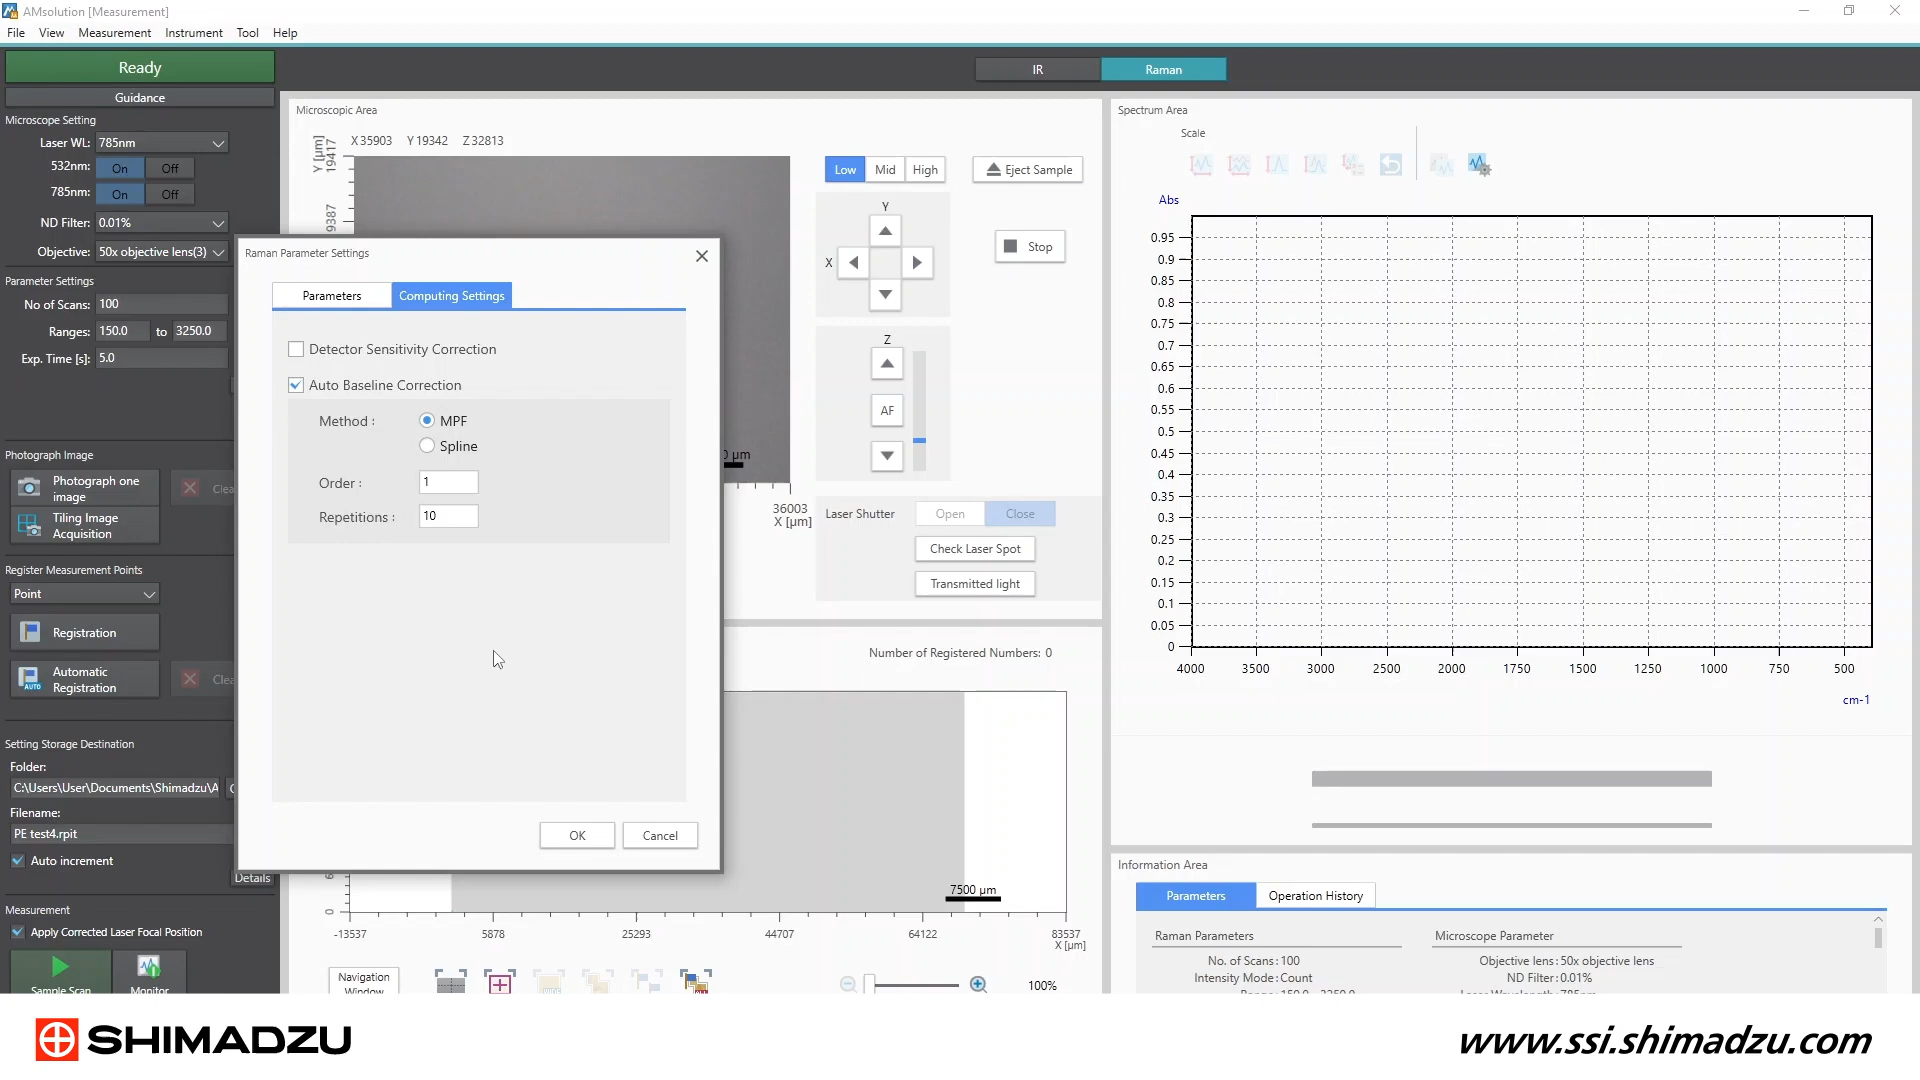 AMsolution [Measurement]
File View Measurement Instrument Tool Help
Ready
Guidance
IR Raman
Microscope Setting
Laser WL: 785nm
532nm: On Off
785nm: On Off
ND Filter: 0.01%
Objective: 50x objective lens(3)
Parameter Settings
No of Scans: 100
Ranges: 150.0 to 3250.0
Exp. Time [s]: 5.0
Photograph Image
Photograph one
image
Clea
Tiling Image
Acquisition
Register Measurement Points
Point
Registration
Automatic
Registration
AUTO
Clea
Setting Storage Destination
Folder:
C:\Users\User\Documents\Shimadzu\A
Filename:
PE test4.rpit
Auto increment
Details
Measurement
Apply Corrected Laser Focal Position
Sample Scan Monitor
Microscopic Area
X 35903 Y 19342 Z 32813
Y [µm]
19417
9387
0 µm
36003
X [µm]
Low Mid High
Eject Sample
Y
X
Stop
Z
AF
Laser Shutter Open Close
Check Laser Spot
Transmitted light
Raman Parameter Settings
Parameters Computing Settings
Detector Sensitivity Correction
Auto Baseline Correction
Method : MPF
Spline
Order : 1
Repetitions : 10
OK Cancel
Number of Registered Numbers: 0
7500 µm
0
-13537 5878 25293 44707 64122 83537
X [µm]
Navigation
Window
100%
Spectrum Area
Scale
Abs
0.95
0.9
0.85
0.8
0.75
0.7
0.65
0.6
0.55
0.5
0.45
0.4
0.35
0.3
0.25
0.2
0.15
0.1
0.05
0
4000 3500 3000 2500 2000 1750 1500 1250 1000 750 500
cm-1
Information Area
Parameters Operation History
Raman Parameters
No. of Scans: 100
Intensity Mode: Count
Microscope Parameter
Objective lens: 50x objective lens
ND Filter: 0.01%
SHIMADZU
www.ssi.shimadzu.com